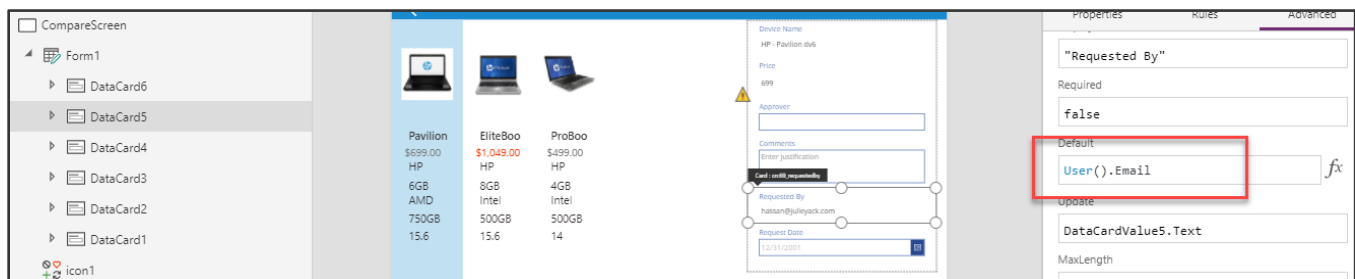 CompareScreen
Form1
DataCard6
DataCard5
DataCard4
DataCard3
DataCard2
DataCard1
icon1
Pavilion EliteBoo ProBoo
$699.00 $1,049.00 $499.00
HP HP HP
6GB 8GB 4GB
AMD Intel Intel
750GB 500GB 500GB
15.6 15.6 14
Device Name
HP - Pavilion dv6
Price
699
Approver
Comments
Enter justification
Card : crc88_requestedby
Requested By
hassan@julieyack.com
Request Date
12/31/2001
Properties Rules Advanced
"Requested By"
Required
false
Default
User().Email
fx
Update
DataCardValue5.Text
MaxLength